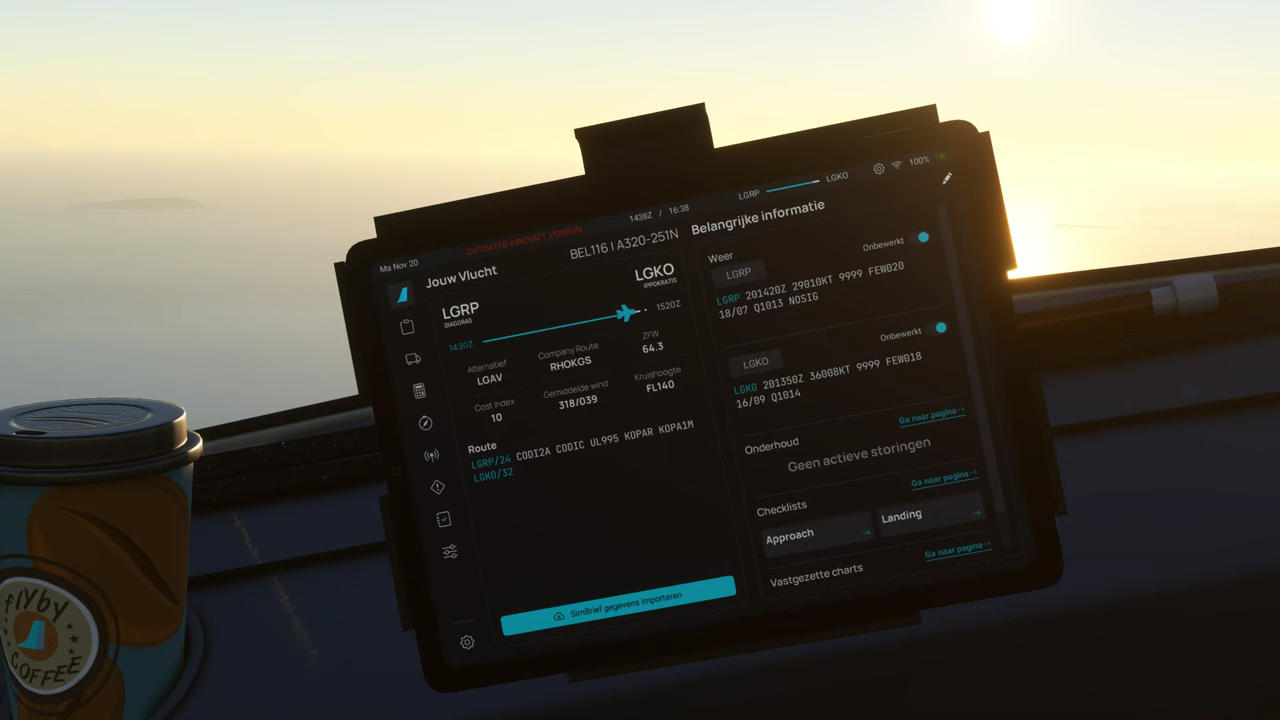 LGRP LGKO 100%
1438Z / 16:38
OUTDATED AIRCRAFT VERSION
Ma Nov 20
Jouw Vlucht
BEL116 | A320-251N
LGRP
DIAGORAS
LGKO
IPPOKRATIS
1430Z 1520Z
Alternatief
LGAV
Company Route
RHOKGS
ZFW
64.3
Cost Index
10
Gemiddelde wind
318/039
Kruishoogte
FL140
Route
LGRP/24 CODI2A CODIC UL995 KOPAR KOPA1M
LGKO/32
SimBrief gegevens importeren
Belangrijke informatie
Weer
LGRP
Onbewerkt
LGRP 201420Z 29010KT 9999 FEW020
18/07 Q1013 NOSIG
LGKO
Onbewerkt
LGKO 201350Z 36008KT 9999 FEW018
16/09 Q1014
Ga naar pagina
Onderhoud
Geen actieve storingen
Ga naar pagina
Checklists
Approach
Landing
Ga naar pagina
Vastgezette charts
flyby
COFFEE